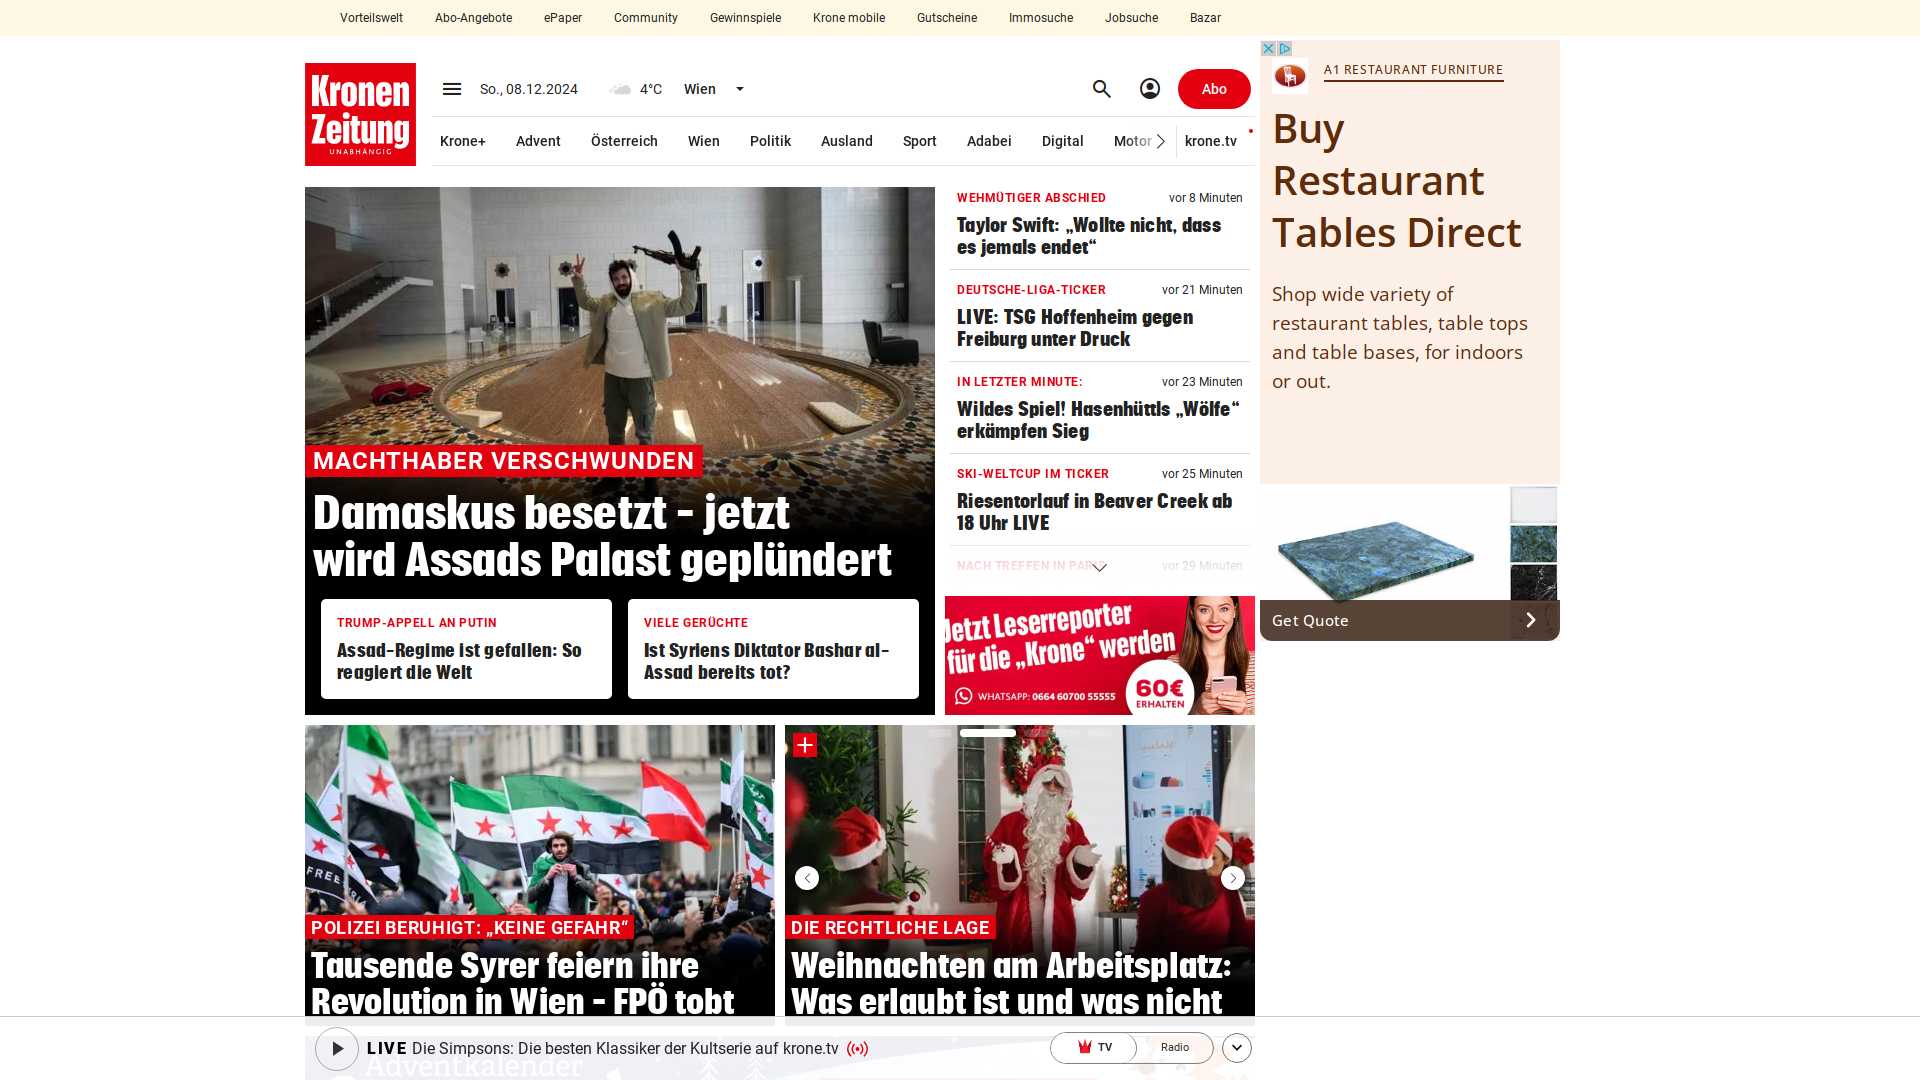 Vorteilswelt
Abo-Angebote
ePaper
Community
Gewinnspiele
Krone mobile
Gutscheine
Immosuche
Jobsuche
Bazar
Kronen
Zeitung
UNABHÄNGIG
So., 08.12.2024
4°C
Wien
Abo
Krone+
Advent
Österreich
Wien
Politik
Ausland
Sport
Adabei
Digital
Motor
krone.tv
MACHTHABER VERSCHWUNDEN
Damaskus besetzt – jetzt
wird Assads Palast geplündert
TRUMP-APPELL AN PUTIN
Assad-Regime ist gefallen: So
reagiert die Welt
VIELE GERÜCHTE
Ist Syriens Diktator Bashar al-
Assad bereits tot?
WEHMÜTIGER ABSCHIED
vor 8 Minuten
Taylor Swift: „Wollte nicht, dass
es jemals endet“
DEUTSCHE-LIGA-TICKER
vor 21 Minuten
LIVE: TSG Hoffenheim gegen
Freiburg unter Druck
IN LETZTER MINUTE:
vor 23 Minuten
Wildes Spiel! Hasenhüttls „Wölfe“
erkämpfen Sieg
SKI-WELTCUP IM TICKER
vor 25 Minuten
Riesentorlauf in Beaver Creek ab
18 Uhr LIVE
NACH TREFFEN IN PARIS
vor 29 Minuten
Jetzt Leserreporter
für die „Krone“ werden
WHATSAPP: 0664 60700 55555
60€
ERHALTEN
A1 RESTAURANT FURNITURE
Buy
Restaurant
Tables Direct
Shop wide variety of
restaurant tables, table tops
and table bases, for indoors
or out.
Get Quote
FREE
POLIZEI BERUHIGT: „KEINE GEFAHR“
Tausende Syrer feiern ihre
Revolution in Wien – FPÖ tobt
DIE RECHTLICHE LAGE
Weihnachten am Arbeitsplatz:
Was erlaubt ist und was nicht
LIVE Die Simpsons: Die besten Klassiker der Kultserie auf krone.tv
TV
Radio
Adventkalender